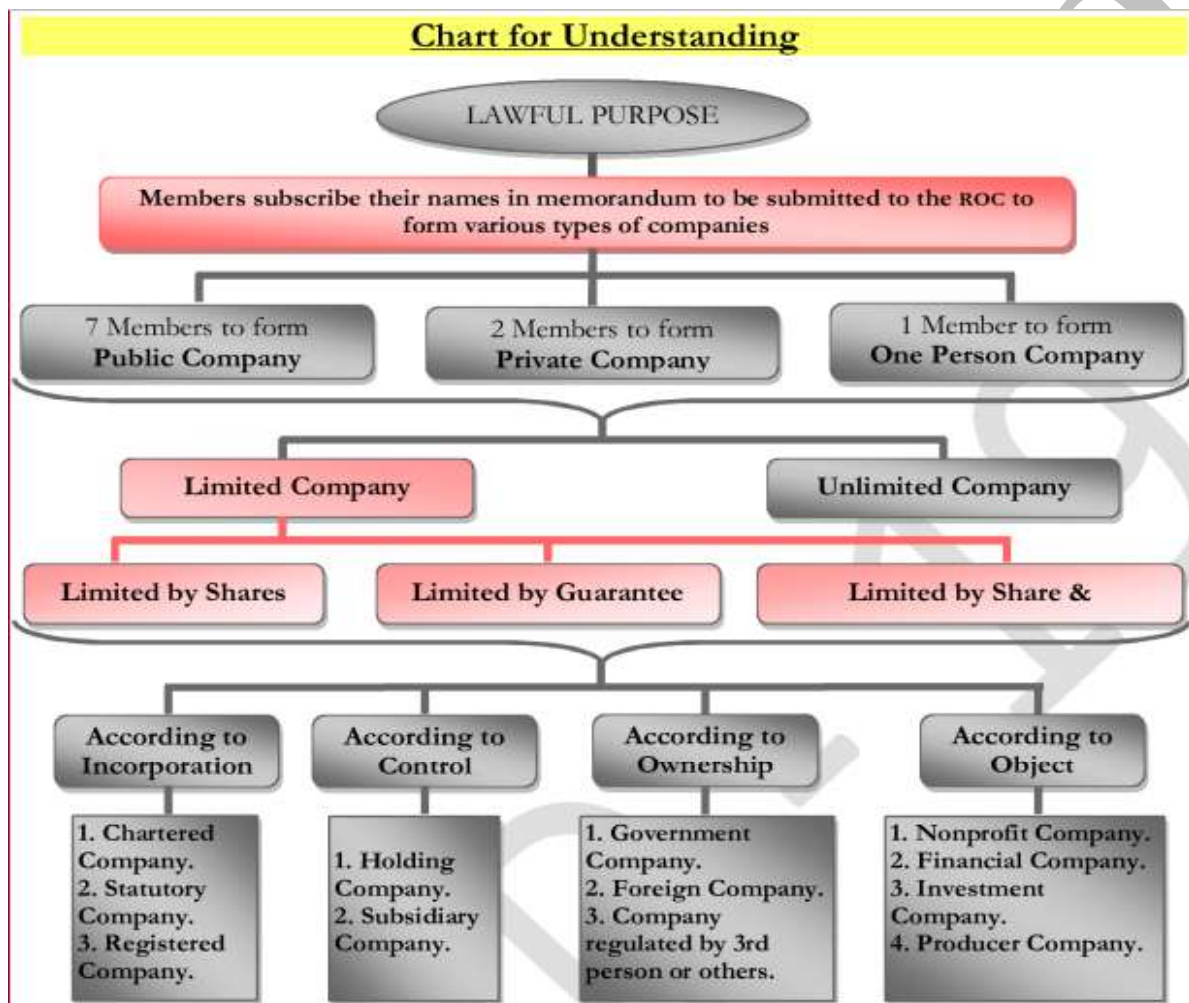 Chart for Understanding
LAWFUL PURPOSE
Members subscribe their names in memorandum to be submitted to the ROC to
form various types of companies
7 Members to form
Public Company
2 Members to form
Private Company
1 Member to form
One Person Company
Limited Company
Unlimited Company
Limited by Shares
Limited by Guarantee
Limited by Share &
According to
Incorporation
According to
Control
According to
Ownership
According to
Object
1. Chartered
Company.
2. Statutory
Company.
3. Registered
Company.
1. Holding
Company.
2. Subsidiary
Company.
1. Government
Company.
2. Foreign Company.
3. Company
regulated by 3rd
person or others.
1. Nonprofit Company.
2. Financial Company.
3. Investment
Company.
4. Producer Company.